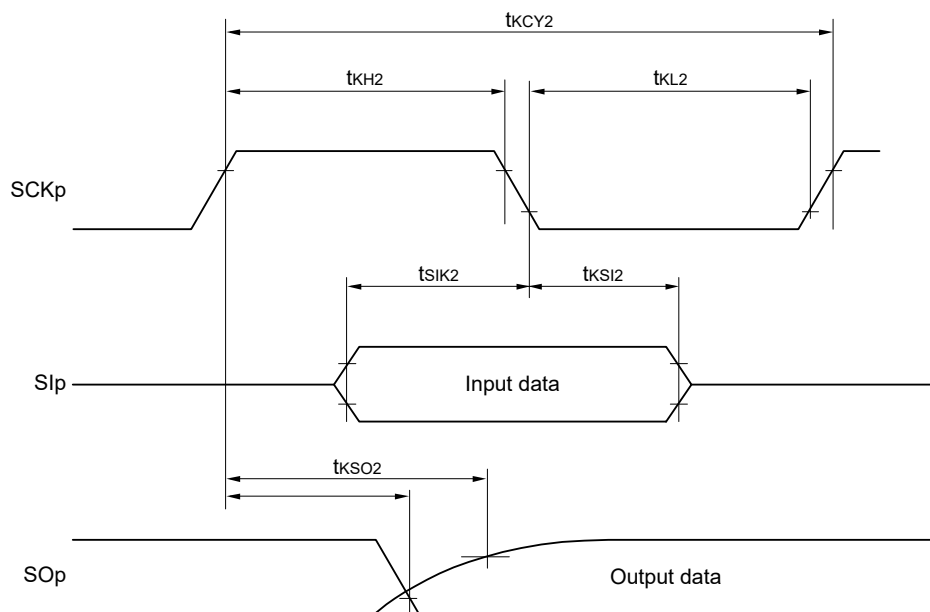 tKCY2
tKH2
tKL2
SCKp
tSIK2
tKSI2
SIp
Input data
tKSO2
SOp
Output data